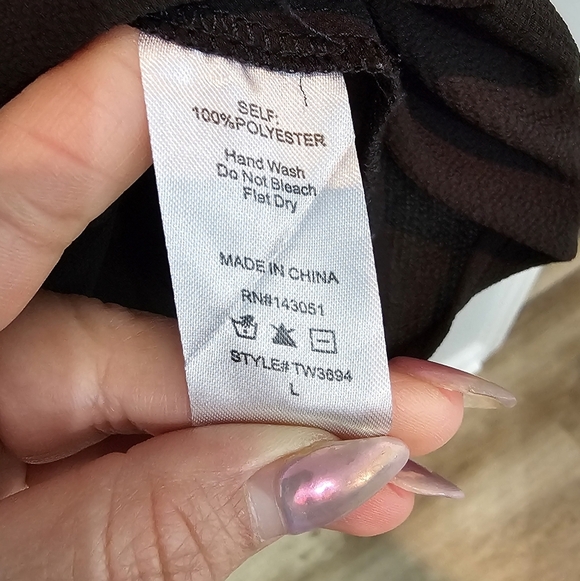 SELF:
100%POLYESTER
Hand Wash
Do Not Bleach
Flat Dry
MADE IN CHINA
RN#143051
STYLE# TW3694
L